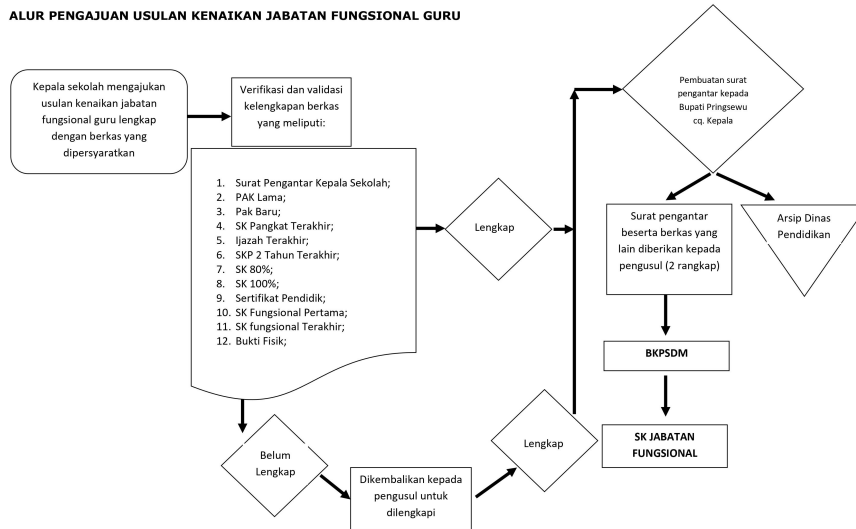 ALUR PENGAJUAN USULAN KENAIKAN JABATAN FUNGSIONAL GURU
Kepala sekolah mengajukan
usulan kenaikan jabatan
fungsional guru lengkap
dengan berkas yang
dipersyaratkan
Verifikasi dan validasi
kelengkapan berkas
yang meliputi:
1. Surat Pengantar Kepala Sekolah;
2. PAK Lama;
3. Pak Baru;
4. SK Pangkat Terakhir;
5. Ijazah Terakhir;
6. SKP 2 Tahun Terakhir;
7. SK 80%;
8. SK 100%;
9. Sertifikat Pendidik;
10. SK Fungsional Pertama;
11. SK fungsional Terakhir;
12. Bukti Fisik;
Lengkap
Pembuatan surat
pengantar kepada
Bupati Pringsewu
cq. Kepala
Surat pengantar
beserta berkas yang
lain diberikan kepada
pengusul (2 rangkap)
Arsip Dinas
Pendidikan
BKPSDM
SK JABATAN
FUNGSIONAL
Belum
Lengkap
Dikembalikan kepada
pengusul untuk
dilengkapi
Lengkap